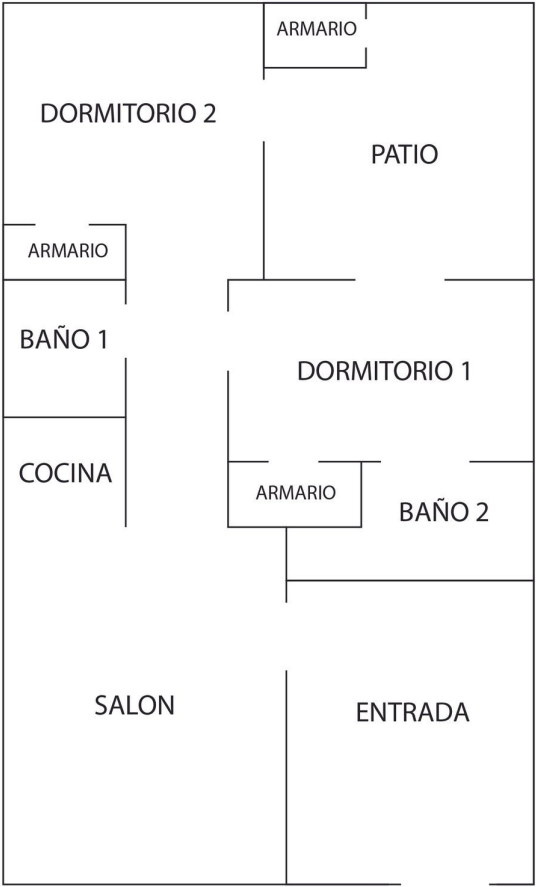 ARMARIO
DORMITORIO 2
PATIO
ARMARIO
BAÑO 1
DORMITORIO 1
COCINA
ARMARIO
BAÑO 2
SALON
ENTRADA